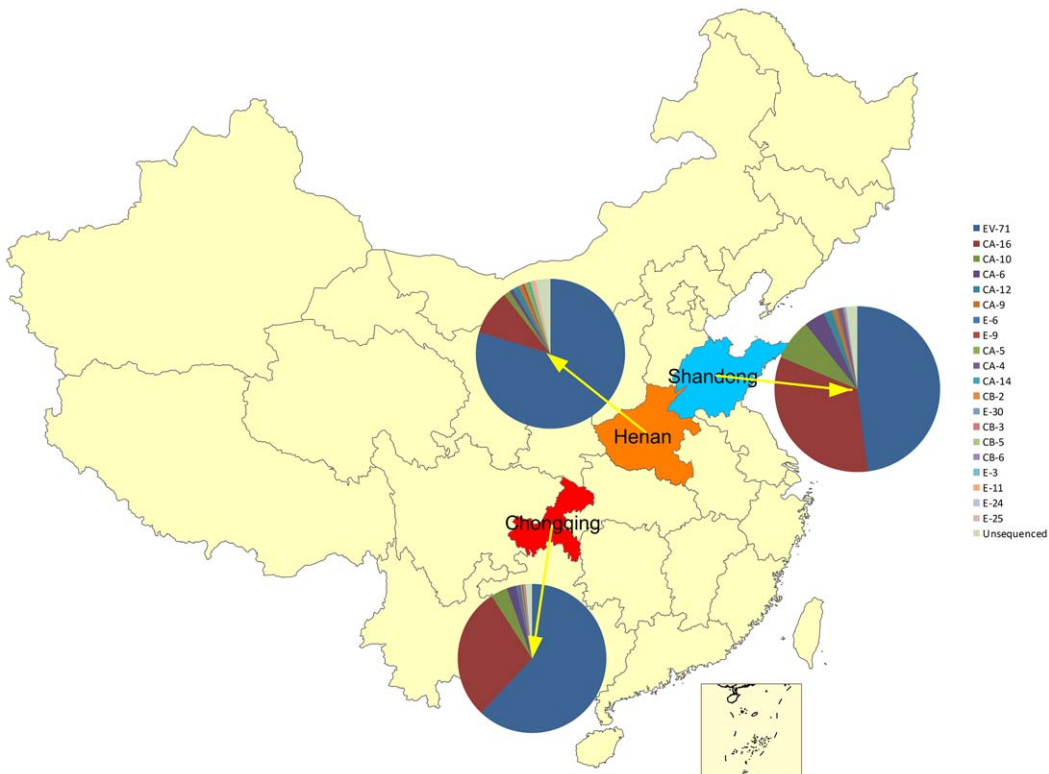 Shandong
Henan
Chongqing
EV-71
CA-16
CA-10
CA-6
CA-12
CA-9
E-6
E-9
CA-5
CA-4
CA-14
CB-2
E-30
CB-3
CB-5
CB-6
E-3
E-11
E-24
E-25
Unsequenced